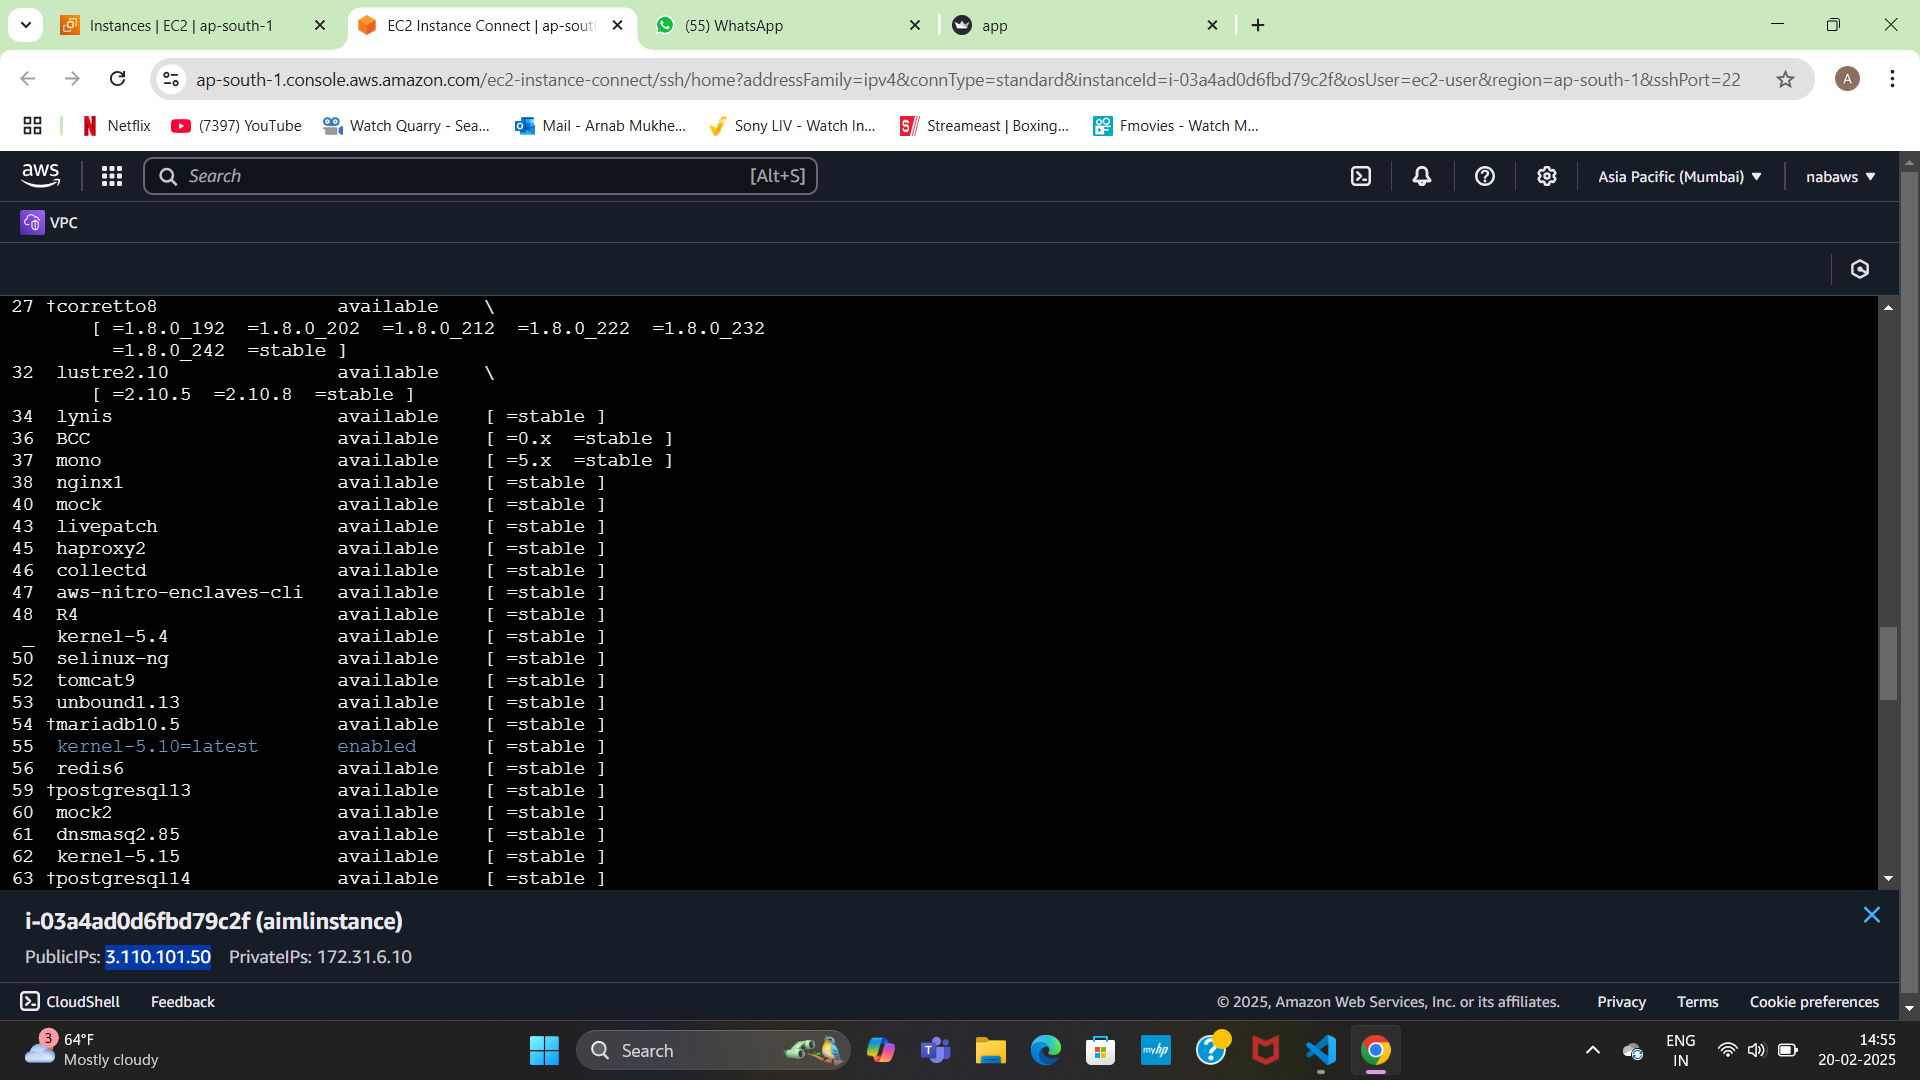 Instances | EC2 | ap-south-1
EC2 Instance Connect | ap-sout
(55) WhatsApp
app
ap-south-1.console.aws.amazon.com/ec2-instance-connect/ssh/home?addressFamily=ipv4&connType=standard&instanceId=i-03a4ad0d6fbd79c2f&osUser=ec2-user&region=ap-south-1&sshPort=22
A
Netflix
(7397) YouTube
Watch Quarry - Sea...
Mail - Arnab Mukhe...
Sony LIV - Watch In...
Streameast | Boxing...
Fmovies - Watch M...
aws
Search
[Alt+S]
Asia Pacific (Mumbai)
nabaws
VPC
27 †corretto8 available \
[ =1.8.0_192 =1.8.0_202 =1.8.0_212 =1.8.0_222 =1.8.0_232
=1.8.0_242 =stable ]
32 lustre2.10 available \
[ =2.10.5 =2.10.8 =stable ]
34 lynis available [ =stable ]
36 BCC available [ =0.x =stable ]
37 mono available [ =5.x =stable ]
38 nginx1 available [ =stable ]
40 mock available [ =stable ]
43 livepatch available [ =stable ]
45 haproxy2 available [ =stable ]
46 collectd available [ =stable ]
47 aws-nitro-enclaves-cli available [ =stable ]
48 R4 available [ =stable ]
_ kernel-5.4 available [ =stable ]
50 selinux-ng available [ =stable ]
52 tomcat9 available [ =stable ]
53 unbound1.13 available [ =stable ]
54 †mariadb10.5 available [ =stable ]
55 kernel-5.10=latest enabled [ =stable ]
56 redis6 available [ =stable ]
59 †postgresql13 available [ =stable ]
60 mock2 available [ =stable ]
61 dnsmasq2.85 available [ =stable ]
62 kernel-5.15 available [ =stable ]
63 †postgresql14 available [ =stable ]
i-03a4ad0d6fbd79c2f (aimlinstance)
PublicIPs: 3.110.101.50 PrivateIPs: 172.31.6.10
CloudShell
Feedback
© 2025, Amazon Web Services, Inc. or its affiliates.
Privacy
Terms
Cookie preferences
3
64°F
Mostly cloudy
Search
myhp
ENG
IN
14:55
20-02-2025